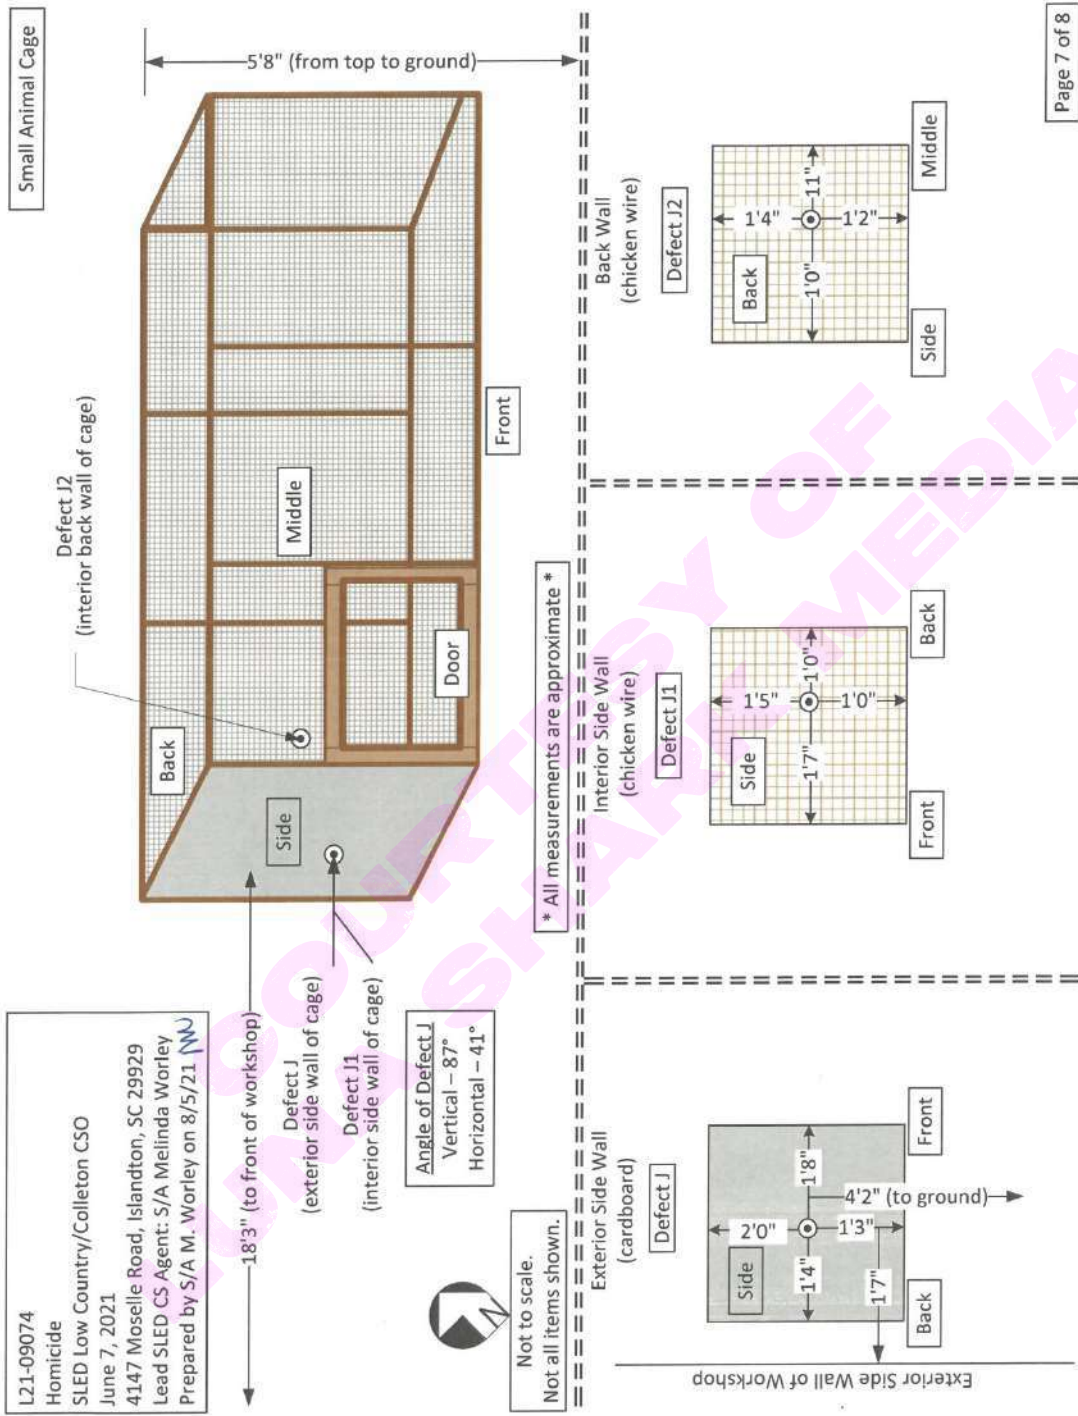 L21-09074
Homicide
SLED Low Country/Colleton CSO
June 7, 2021
4147 Moselle Road, Islandton, SC 29929
Lead SLED CS Agent: S/A Melinda Worley
Prepared by S/A M. Worley on 8/5/21 MW
Small Animal Cage
5'8" (from top to ground)
18'3" (to front of workshop)
Defect J2
(interior back wall of cage)
Back
Side
Middle
Door
Front
Defect J
(exterior side wall of cage)
Defect J1
(interior side wall of cage)
Angle of Defect J
Vertical – 87°
Horizontal – 41°
N
Not to scale.
Not all items shown.
* All measurements are approximate *
Exterior Side Wall
(cardboard)
Defect J
Side
2'0"
1'8"
1'4"
1'3"
4'2" (to ground)
1'7"
Back
Front
Exterior Side Wall of Workshop
Interior Side Wall
(chicken wire)
Defect J1
Side
1'5"
1'0"
1'7"
1'0"
Front
Back
Back Wall
(chicken wire)
Defect J2
Back
1'4"
11"
1'0"
1'2"
Side
Middle
Page 7 of 8
COURTESY OF
LUNA SHARK MEDIA